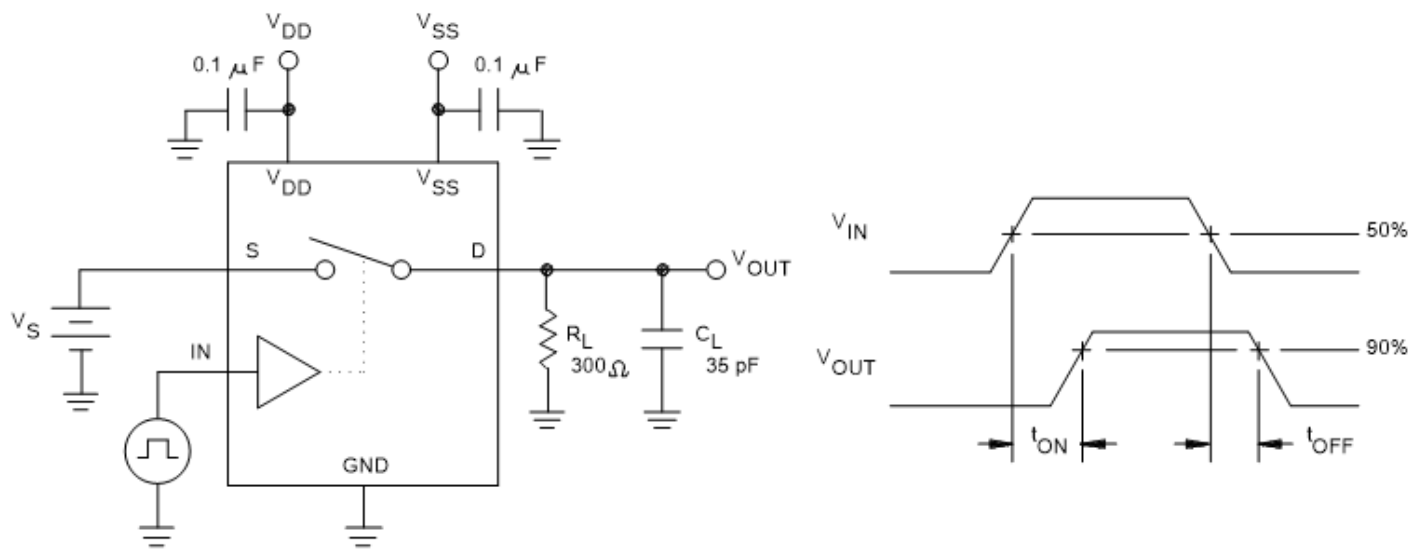 V_DD
V_SS
0.1 μF
0.1 μF
V_DD
V_SS
S
D
V_OUT
V_S
R_L
300Ω
C_L
35 pF
IN
GND
V_IN
50%
V_OUT
90%
t_ON
t_OFF